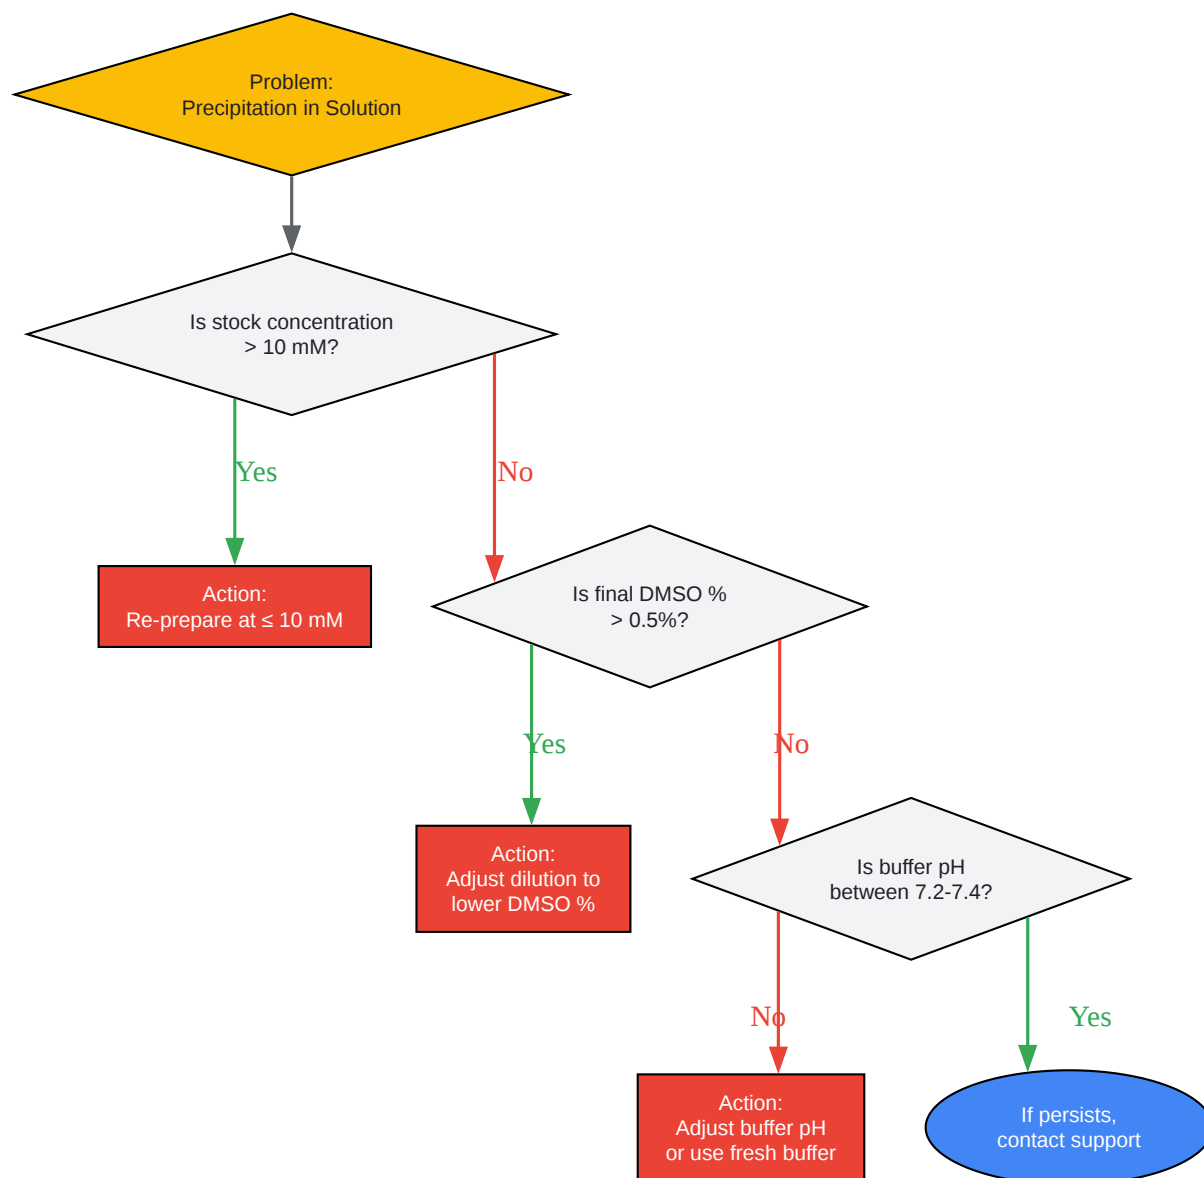 Problem:
Precipitation in Solution
Is stock concentration
> 10 mM?
Yes
No
Action:
Re-prepare at ≤ 10 mM
Is final DMSO %
> 0.5%?
Yes
No
Action:
Adjust dilution to
lower DMSO %
Is buffer pH
between 7.2-7.4?
No
Yes
Action:
Adjust buffer pH
or use fresh buffer
If persists,
contact support